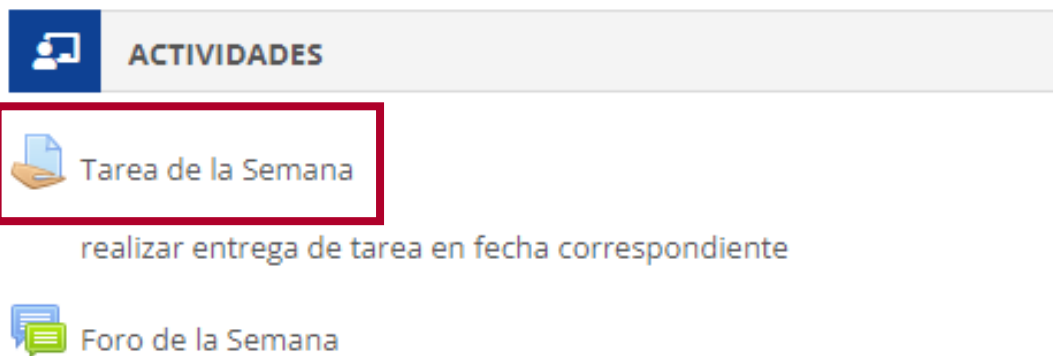 ACTIVIDADES
Tarea de la Semana
realizar entrega de tarea en fecha correspondiente
Foro de la Semana